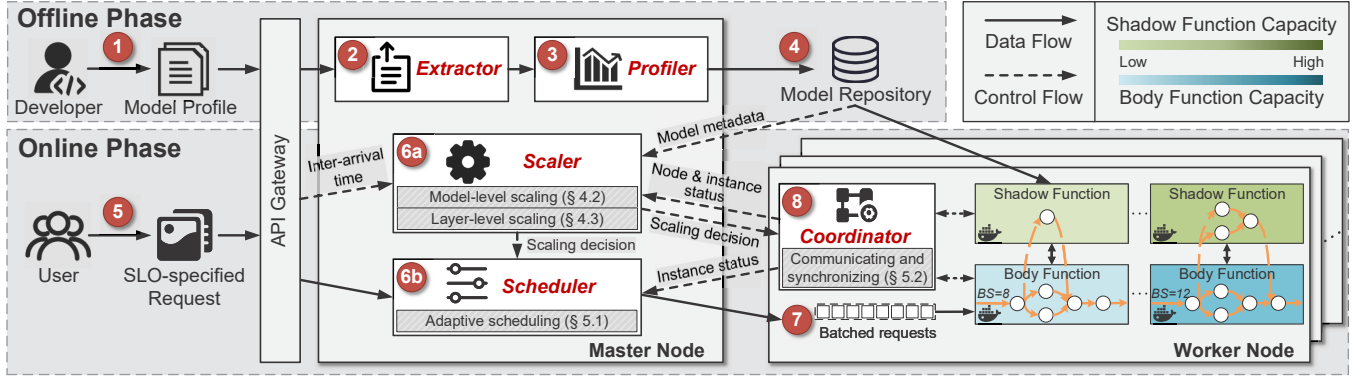 Offline Phase
1
Developer
Model Profile
API Gateway
2
Extractor
3
Profiler
4
Model Repository
Data Flow
Control Flow
Shadow Function Capacity
Low
High
Body Function Capacity
Online Phase
5
User
SLO-specified
Request
Inter-arrival
time
6a
Scaler
Model-level scaling (§ 4.2)
Layer-level scaling (§ 4.3)
Scaling decision
6b
Scheduler
Adaptive scheduling (§ 5.1)
Master Node
Model metadata
Node & instance
status
Scaling decision
Instance status
8
Coordinator
Communicating and
synchronizing (§ 5.2)
7
Batched requests
Shadow Function
...
Shadow Function
Body Function
BS=8
...
Body Function
BS=12
...
Worker Node